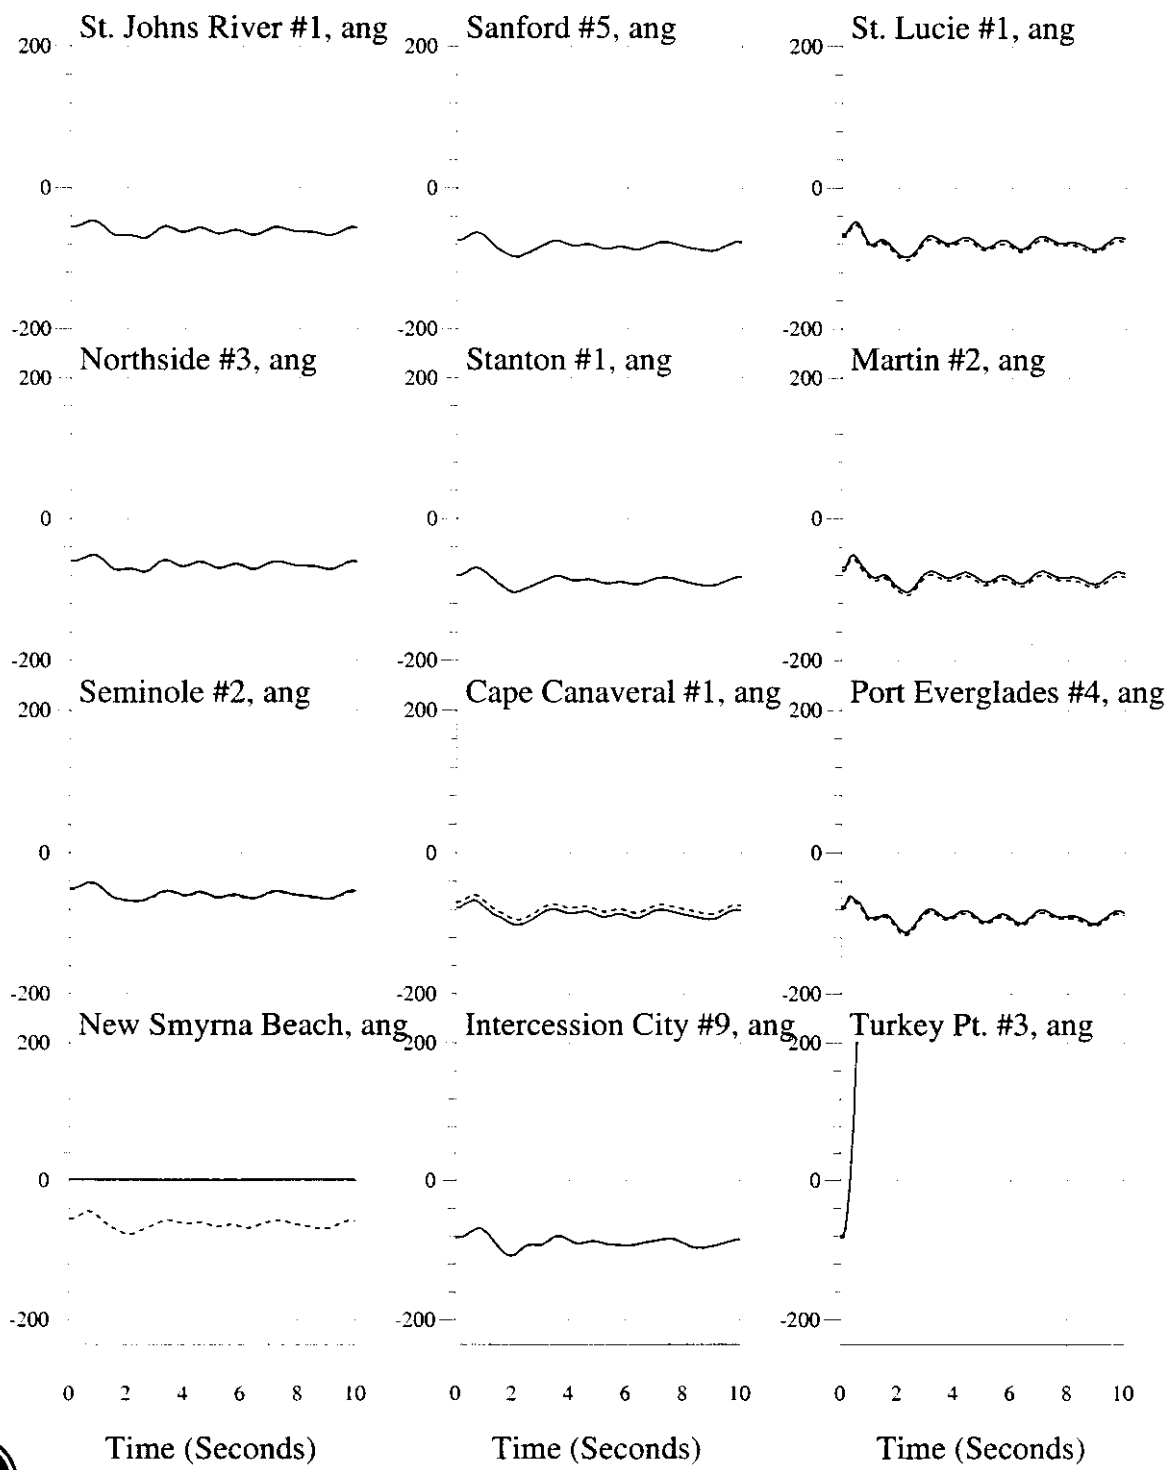 St. Johns River #1, ang Sanford #5, ang St. Lucie #1, ang
200 200 200
0 0 0
-200 -200 -200
Northside #3, ang Stanton #1, ang Martin #2, ang
200 200 200
0 0 0
-200 -200 -200
Seminole #2, ang Cape Canaveral #1, ang Port Everglades #4, ang
200 200 200
0 0 0
-200 -200 -200
New Smyrna Beach, ang Intercession City #9, ang Turkey Pt. #3, ang
200 200 200
0 0 0
-200 -200 -200
0 2 4 6 8 10 0 2 4 6 8 10 0 2 4 6 8 10
Time (Seconds) Time (Seconds) Time (Seconds)